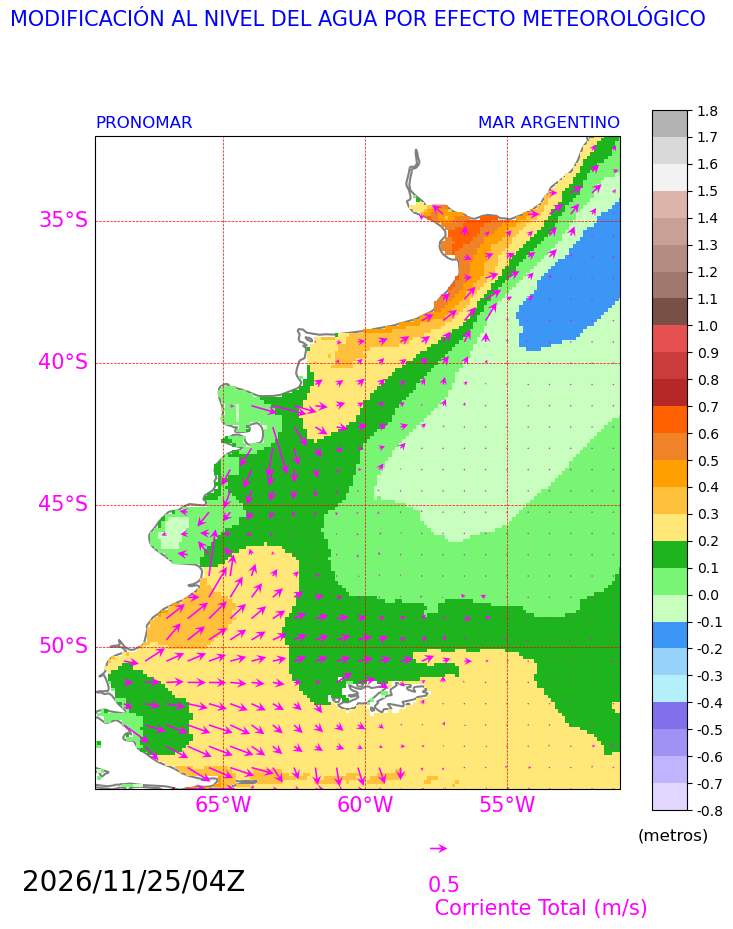 MODIFICACIÓN AL NIVEL DEL AGUA POR EFECTO METEOROLÓGICO
PRONOMAR
MAR ARGENTINO
35°S
40°S
45°S
50°S
65°W
60°W
55°W
1.8
1.7
1.6
1.5
1.4
1.3
1.2
1.1
1.0
0.9
0.8
0.7
0.6
0.5
0.4
0.3
0.2
0.1
0.0
-0.1
-0.2
-0.3
-0.4
-0.5
-0.6
-0.7
-0.8
(metros)
0.5
Corriente Total (m/s)
2026/11/25/04Z